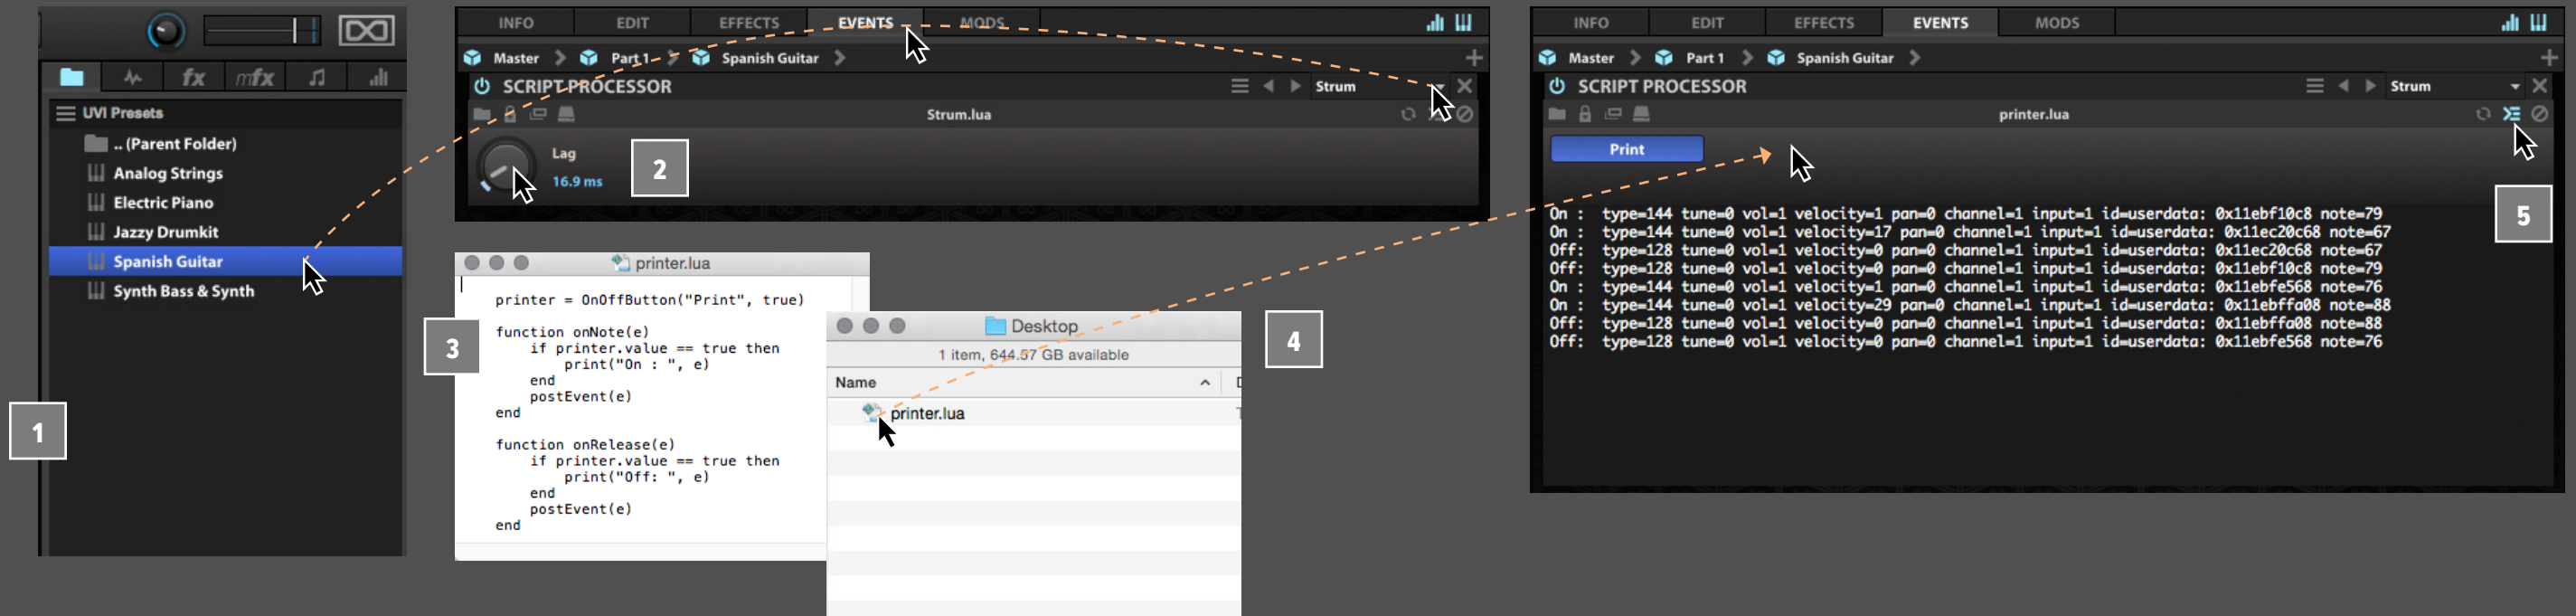 fx
mfx
UVI Presets
.. (Parent Folder)
Analog Strings
Electric Piano
Jazzy Drumkit
Spanish Guitar
Synth Bass & Synth
1
INFO EDIT EFFECTS EVENTS MODS
Master Part 1 Spanish Guitar
SCRIPT PROCESSOR Strum
Strum.lua
Lag
16.9 ms
2
printer.lua
printer = OnOffButton("Print", true)
function onNote(e)
if printer.value == true then
print("On : ", e)
end
postEvent(e)
end
function onRelease(e)
if printer.value == true then
print("Off: ", e)
end
postEvent(e)
end
3
Desktop
1 item, 644.57 GB available
Name
printer.lua
4
INFO EDIT EFFECTS EVENTS MODS
Master Part 1 Spanish Guitar
SCRIPT PROCESSOR Strum
printer.lua
Print
On : type=144 tune=0 vol=1 velocity=1 pan=0 channel=1 input=1 id=userdata: 0x11ebf10c8 note=79
On : type=144 tune=0 vol=1 velocity=17 pan=0 channel=1 input=1 id=userdata: 0x11ec20c68 note=67
Off: type=128 tune=0 vol=1 velocity=0 pan=0 channel=1 input=1 id=userdata: 0x11ec20c68 note=67
Off: type=128 tune=0 vol=1 velocity=0 pan=0 channel=1 input=1 id=userdata: 0x11ebf10c8 note=79
On : type=144 tune=0 vol=1 velocity=1 pan=0 channel=1 input=1 id=userdata: 0x11ebfe568 note=76
On : type=144 tune=0 vol=1 velocity=29 pan=0 channel=1 input=1 id=userdata: 0x11ebffa08 note=88
Off: type=128 tune=0 vol=1 velocity=0 pan=0 channel=1 input=1 id=userdata: 0x11ebffa08 note=88
Off: type=128 tune=0 vol=1 velocity=0 pan=0 channel=1 input=1 id=userdata: 0x11ebfe568 note=76
5